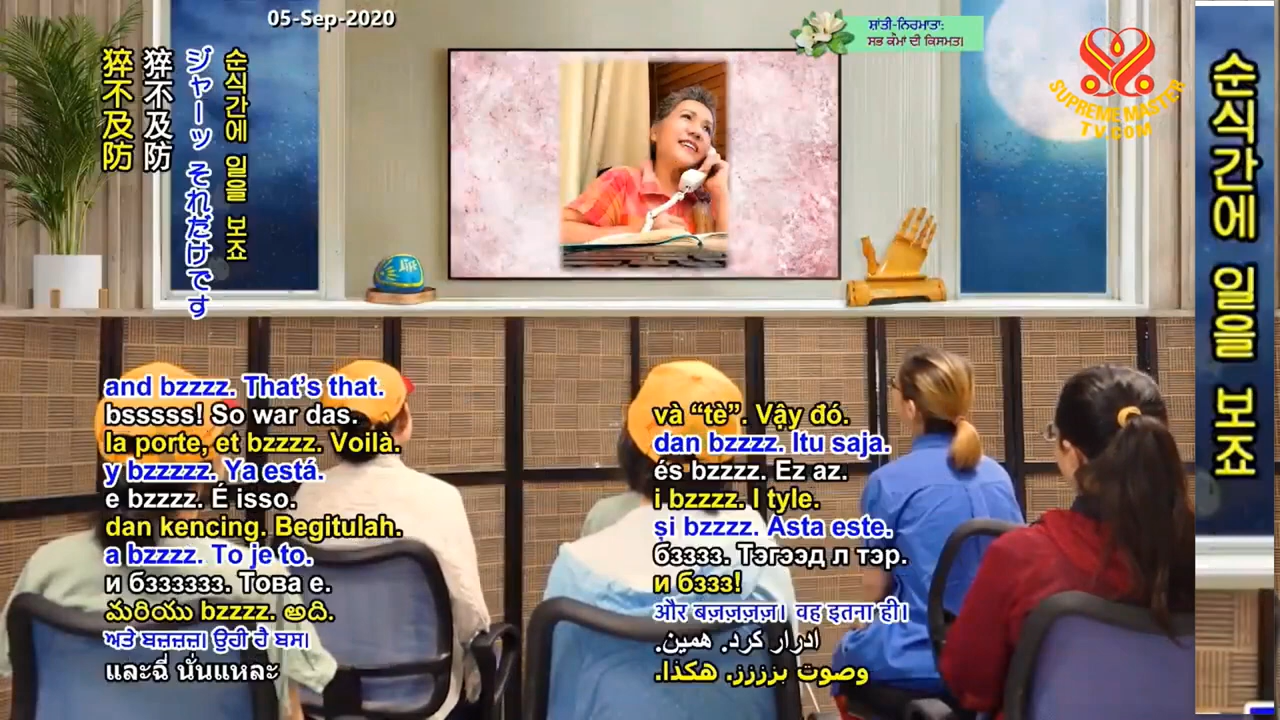 05-Sep-2020
ਸ਼ਾਂਤੀ-ਨਿਰਮਾਤਾ:
ਸਭ ਕੌਮਾਂ ਦੀ ਕਿਸਮਤ।
SUPREME MASTER
TV.COM
순식간에 일을 보죠
ジャーッ それだけです
猝不及防
猝不及防
순식간에 일을 보죠
and bzzzz. That’s that.
bsssss! So war das.
la porte, et bzzzz. Voilà.
y bzzzzz. Ya está.
e bzzzz. É isso.
dan kencing. Begitulah.
a bzzzz. To je to.
и бзззззз. Това е.
మరియు bzzzz. అది.
ਅਤੇ ਬਜ਼ਜ਼ਜ਼ਜ਼। ਉਹੀ ਹੈ ਬਸ।
และฉี่ นั่นแหละ
và “tè”. Vậy đó.
dan bzzzz. Itu saja.
és bzzzz. Ez az.
i bzzzz. I tyle.
și bzzzz. Asta este.
бзззз. Тэгээд л тэр.
и бззз!
और बज़ज़ज़ज़। वह इतना ही।
ادرار کرد. همین.
وصوت بزززز. هكذا.